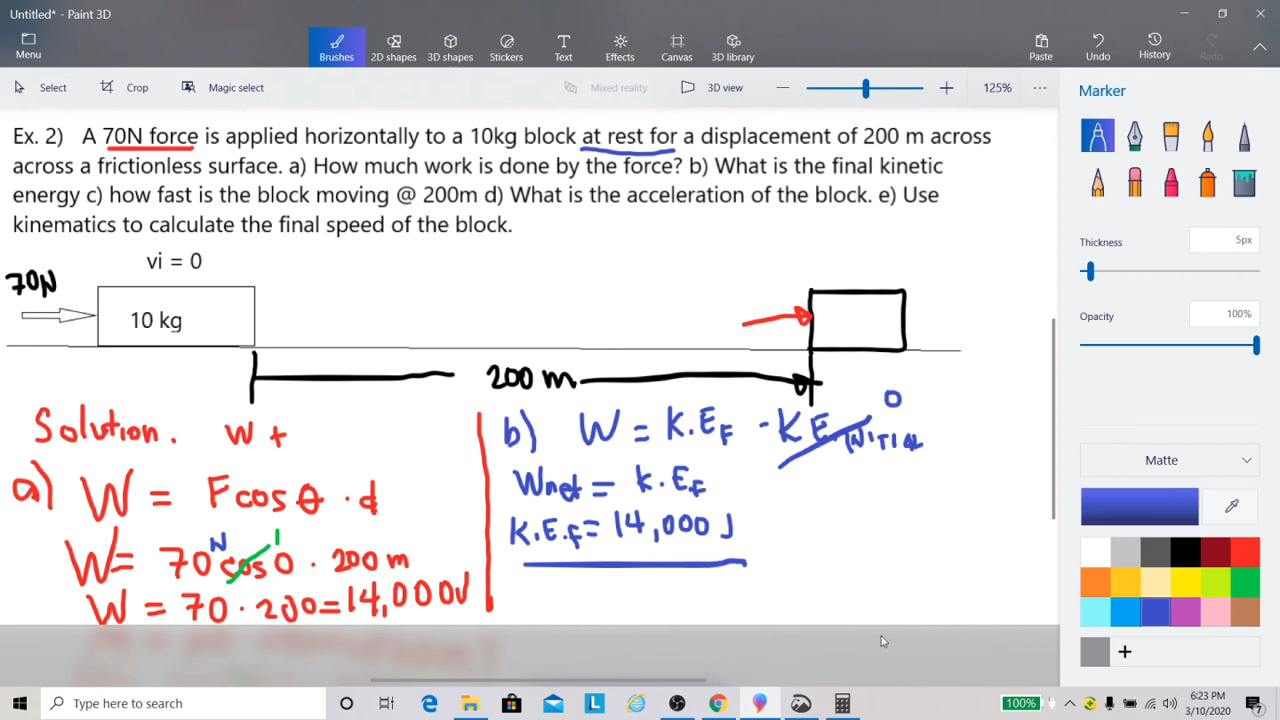 Untitled* - Paint 3D
Menu
Brushes
2D shapes
3D shapes
Stickers
Text
Effects
Canvas
3D library
Paste
Undo
History
Redo
Select
Crop
Magic select
Mixed reality
3D view
125%
Marker
Ex. 2) A 70N force is applied horizontally to a 10kg block at rest for a displacement of 200 m across
across a frictionless surface. a) How much work is done by the force? b) What is the final kinetic
energy c) how fast is the block moving @ 200m d) What is the acceleration of the block. e) Use
kinematics to calculate the final speed of the block.
vi = 0
70N
10 kg
200 m
Solution. W +
a) W = F cos θ · d
W = 70 N cos 0 1 · 200 m
W = 70 · 200 = 14,000 J
b) W = K.E F - K E INITIAL 0
Wnet = K.E F
K.E.F = 14,000 J
Thickness
5px
Opacity
100%
Matte
Type here to search
100%
6:23 PM
3/10/2020
7